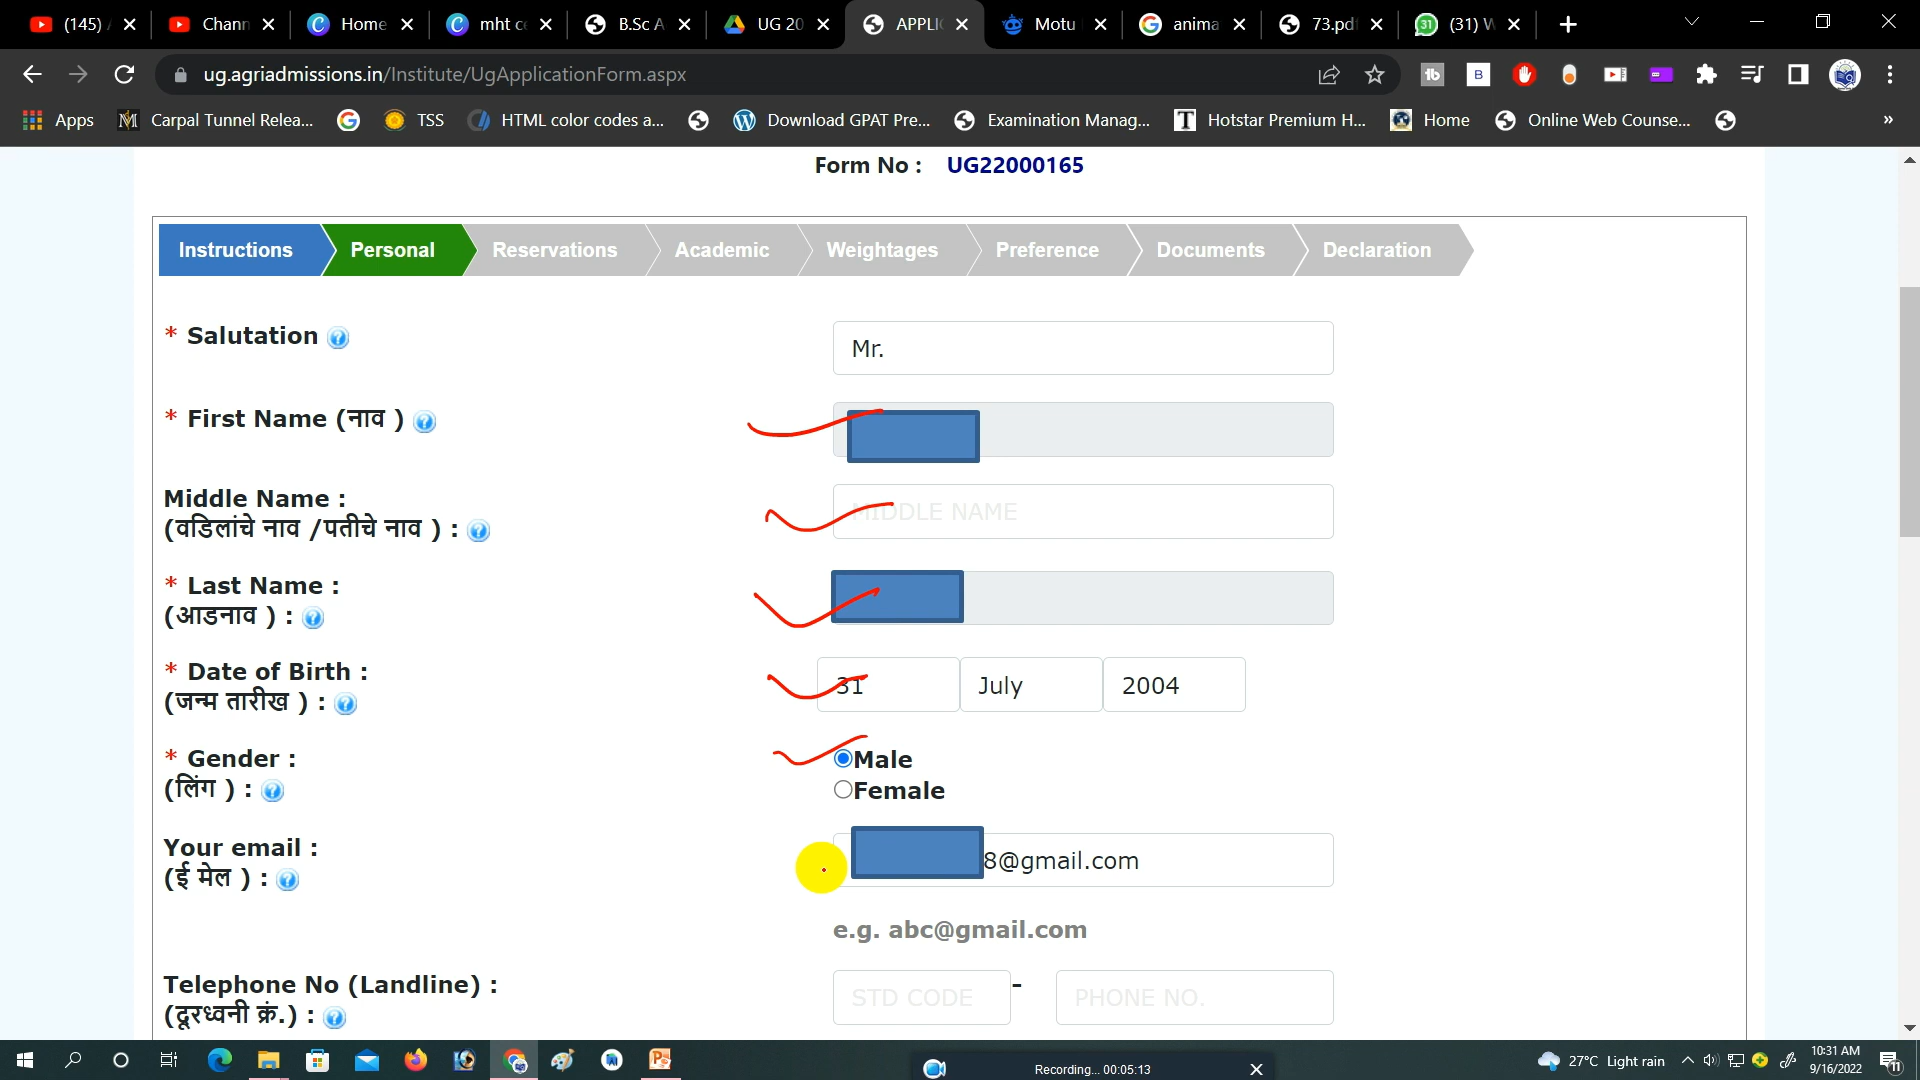 (145)
Chann
Home
mht ce
B.Sc A
UG 20
APPLI
Motu
anima
73.pdf
(31) W
ug.agriadmissions.in/Institute/UgApplicationForm.aspx
Apps
Carpal Tunnel Relea...
TSS
HTML color codes a...
Download GPAT Pre...
Examination Manag...
Hotstar Premium H...
Home
Online Web Counse...
»
Form No : UG22000165
Instructions Personal Reservations Academic Weightages Preference Documents Declaration
* Salutation
Mr.
* First Name (नाव )
Middle Name :
(वडिलांचे नाव /पतीचे नाव ) :
MIDDLE NAME
* Last Name :
(आडनाव ) :
* Date of Birth :
(जन्म तारीख ) :
31 July 2004
* Gender :
(लिंग ) :
Male
Female
Your email :
(ई मेल ) :
8@gmail.com
e.g. abc@gmail.com
Telephone No (Landline) :
(दूरध्वनी क्रं.) :
STD CODE - PHONE NO.
Recording... 00:05:13
27°C Light rain
10:31 AM
9/16/2022
11